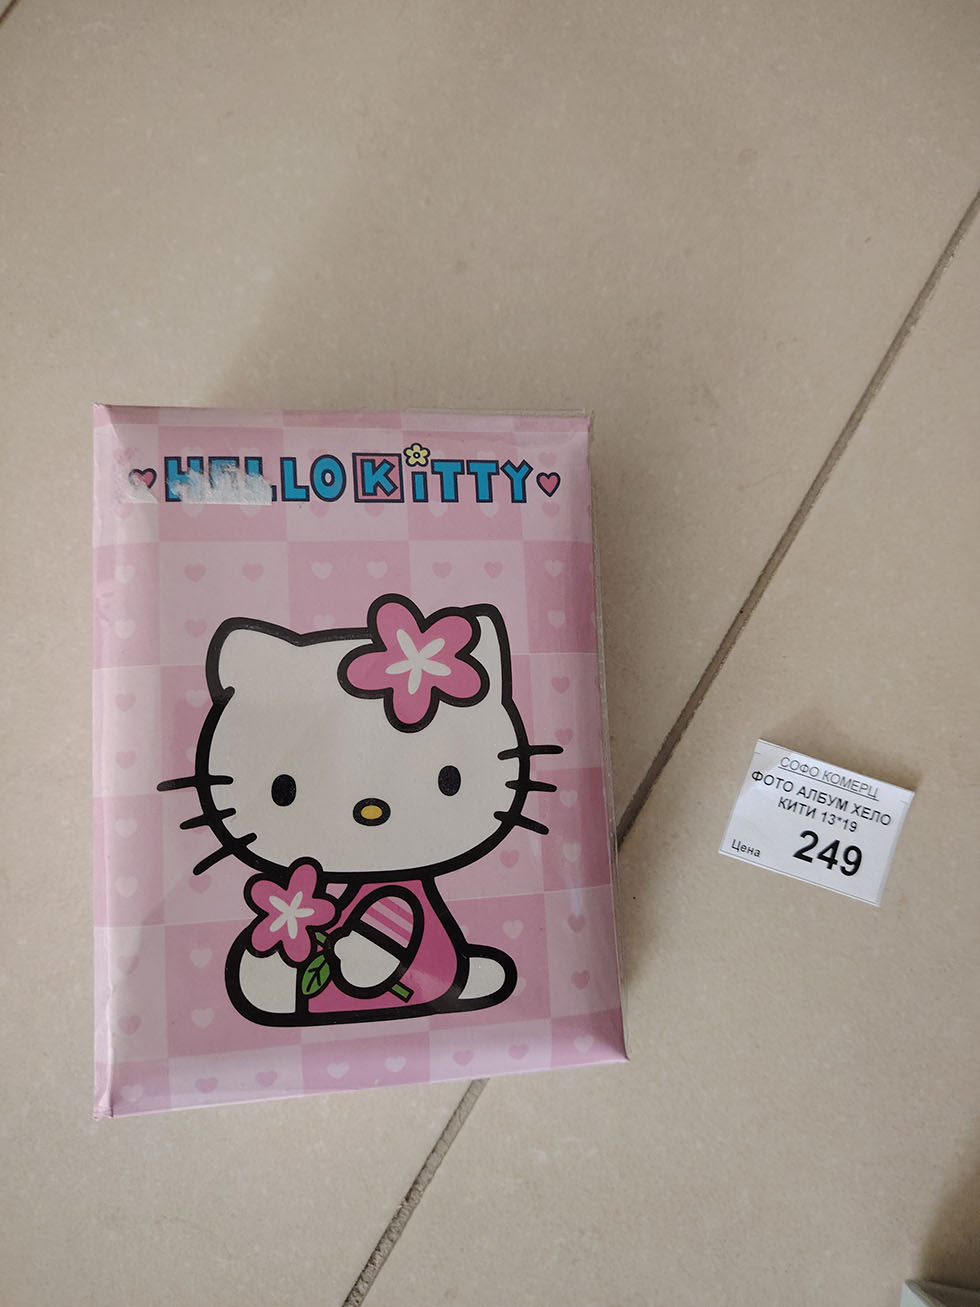 HELLO KiTTY
СОФО КОМЕРЦ
ФОТО АЛБУМ ХЕЛО
КИТИ 13*19
Цена 249